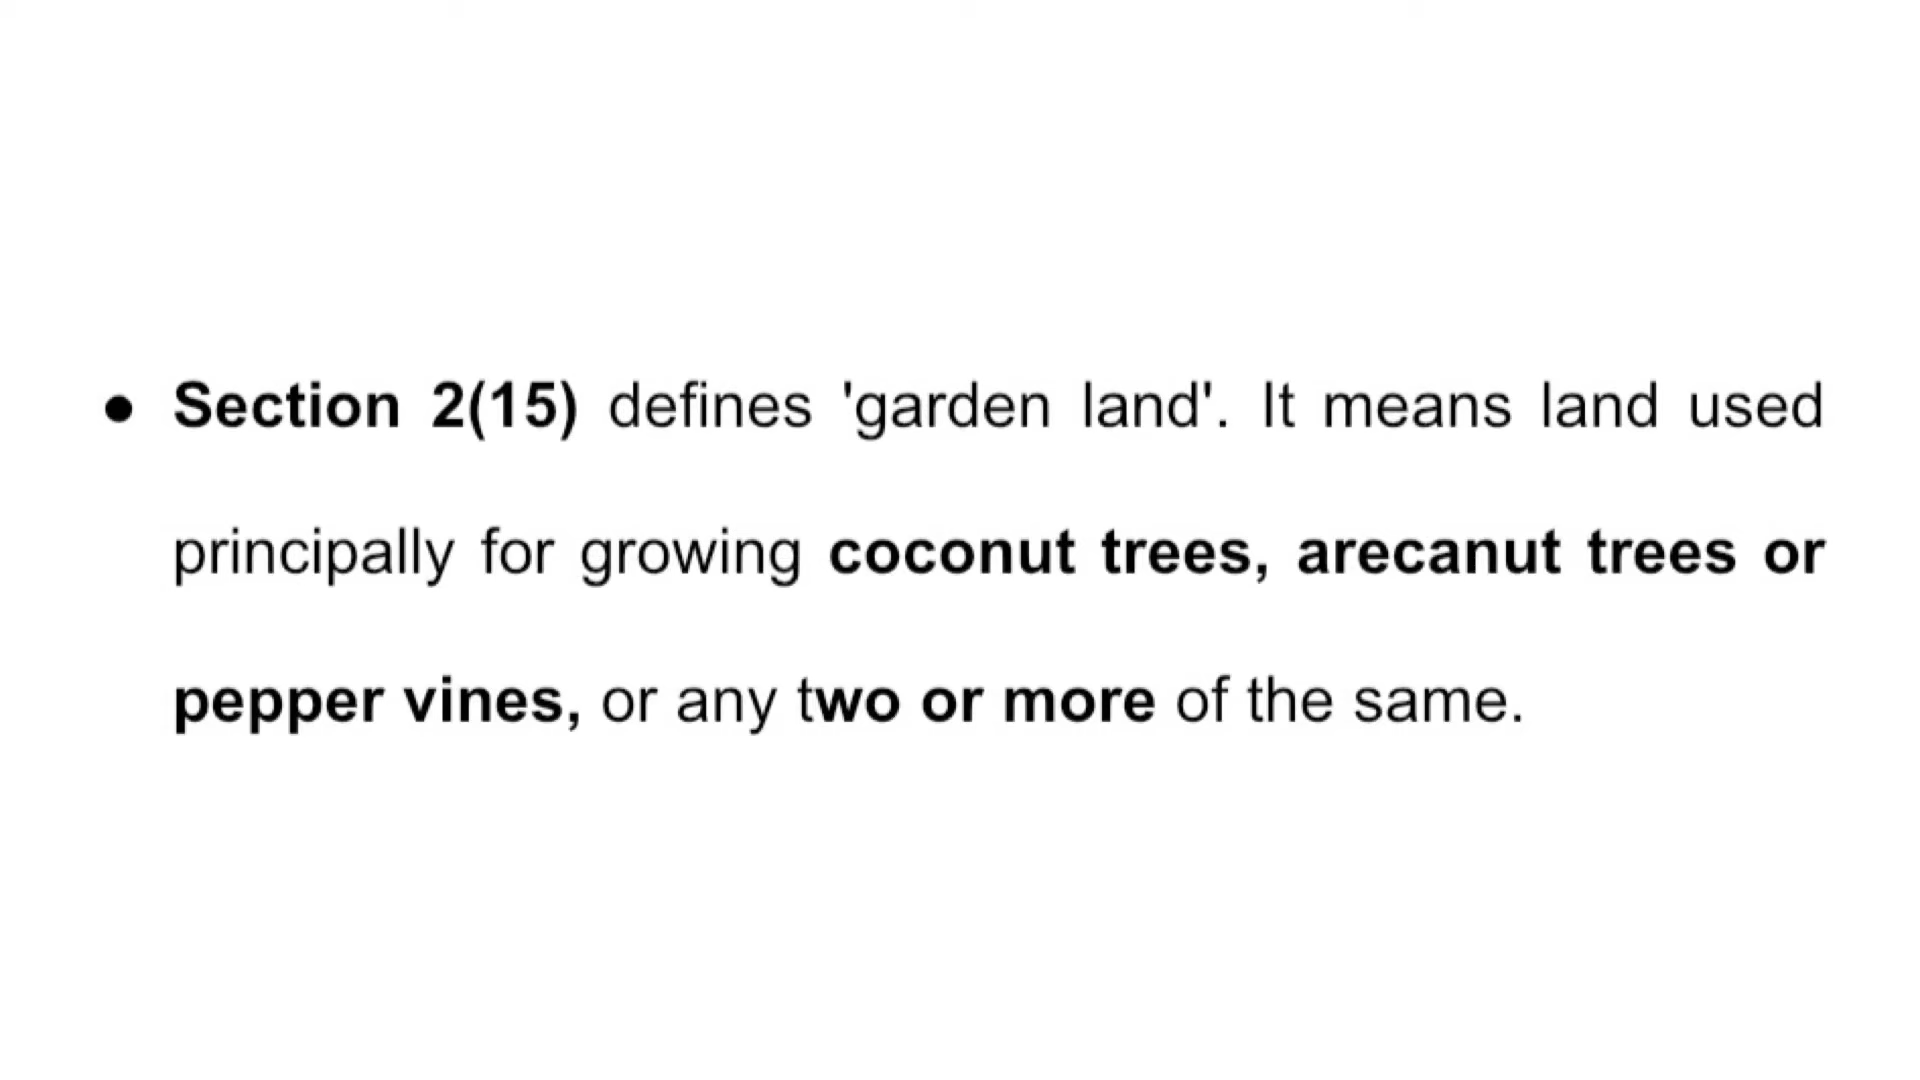 ● Section 2(15) defines 'garden land'. It means land used
principally for growing coconut trees, arecanut trees or
pepper vines, or any two or more of the same.